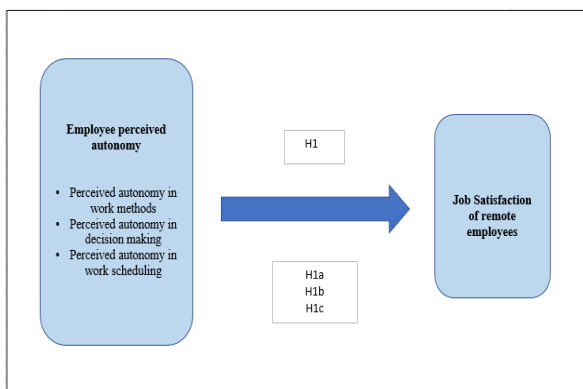 Employee perceived
autonomy
• Perceived autonomy in
work methods
• Perceived autonomy in
decision making
• Perceived autonomy in
work scheduling
H1
H1a
H1b
H1c
Job Satisfaction
of remote
employees